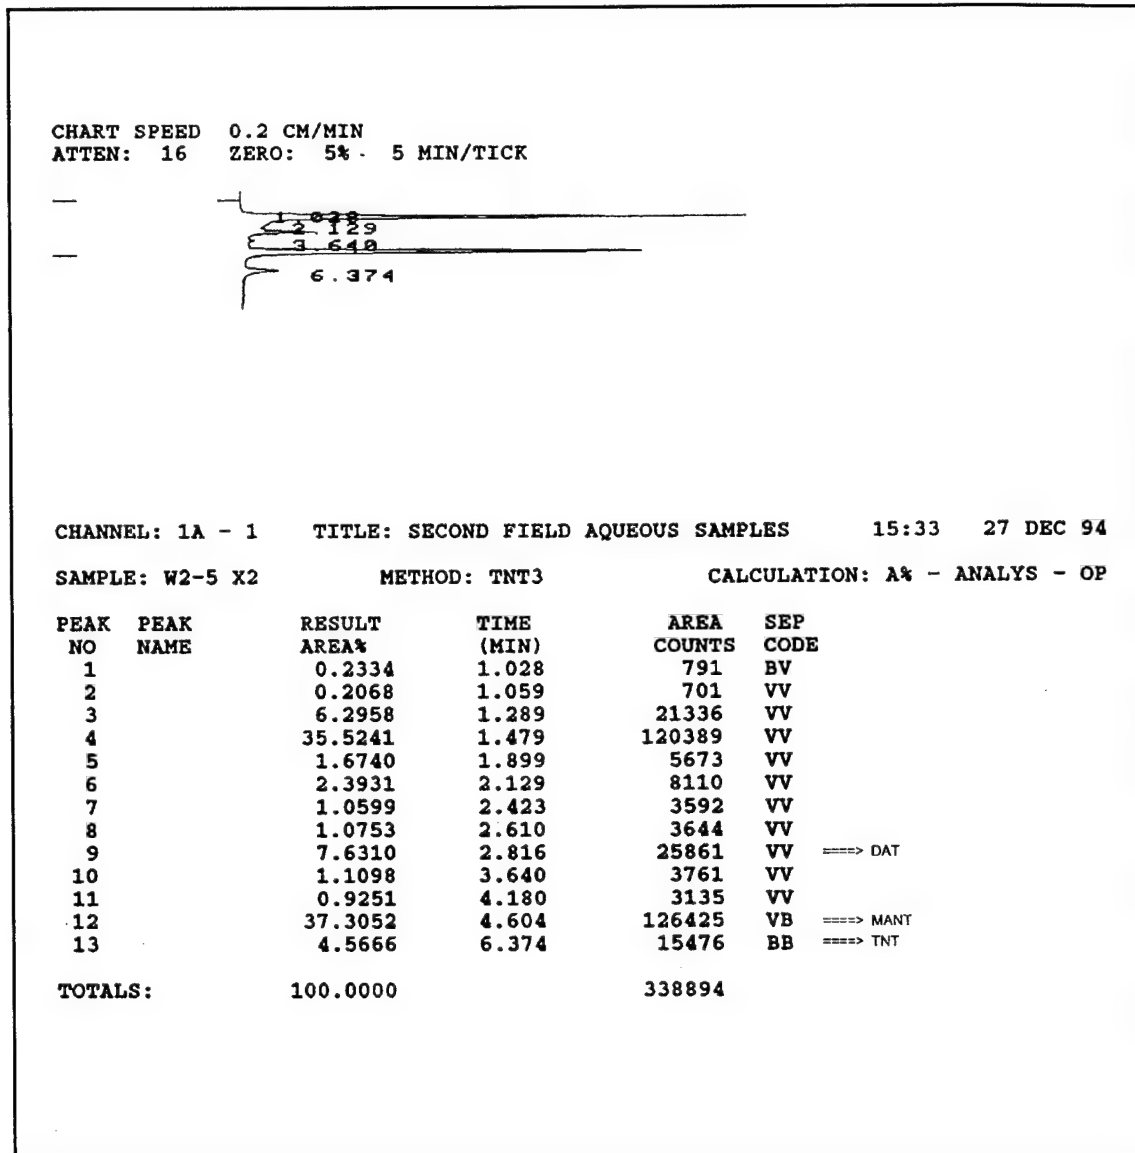 CHART SPEED 0.2 CM/MIN
ATTEN: 16 ZERO: 5% - 5 MIN/TICK
1.028
2.129
3.640
6.374
CHANNEL: 1A - 1 TITLE: SECOND FIELD AQUEOUS SAMPLES 15:33 27 DEC 94
SAMPLE: W2-5 X2 METHOD: TNT3 CALCULATION: A% - ANALYS - OP
PEAK PEAK RESULT TIME AREA SEP
NO NAME AREA% (MIN) COUNTS CODE
1 0.2334 1.028 791 BV
2 0.2068 1.059 701 VV
3 6.2958 1.289 21336 VV
4 35.5241 1.479 120389 VV
5 1.6740 1.899 5673 VV
6 2.3931 2.129 8110 VV
7 1.0599 2.423 3592 VV
8 1.0753 2.610 3644 VV
9 7.6310 2.816 25861 VV ====> DAT
10 1.1098 3.640 3761 VV
11 0.9251 4.180 3135 VV
12 37.3052 4.604 126425 VB ====> MANT
13 4.5666 6.374 15476 BB ====> TNT
TOTALS: 100.0000 338894